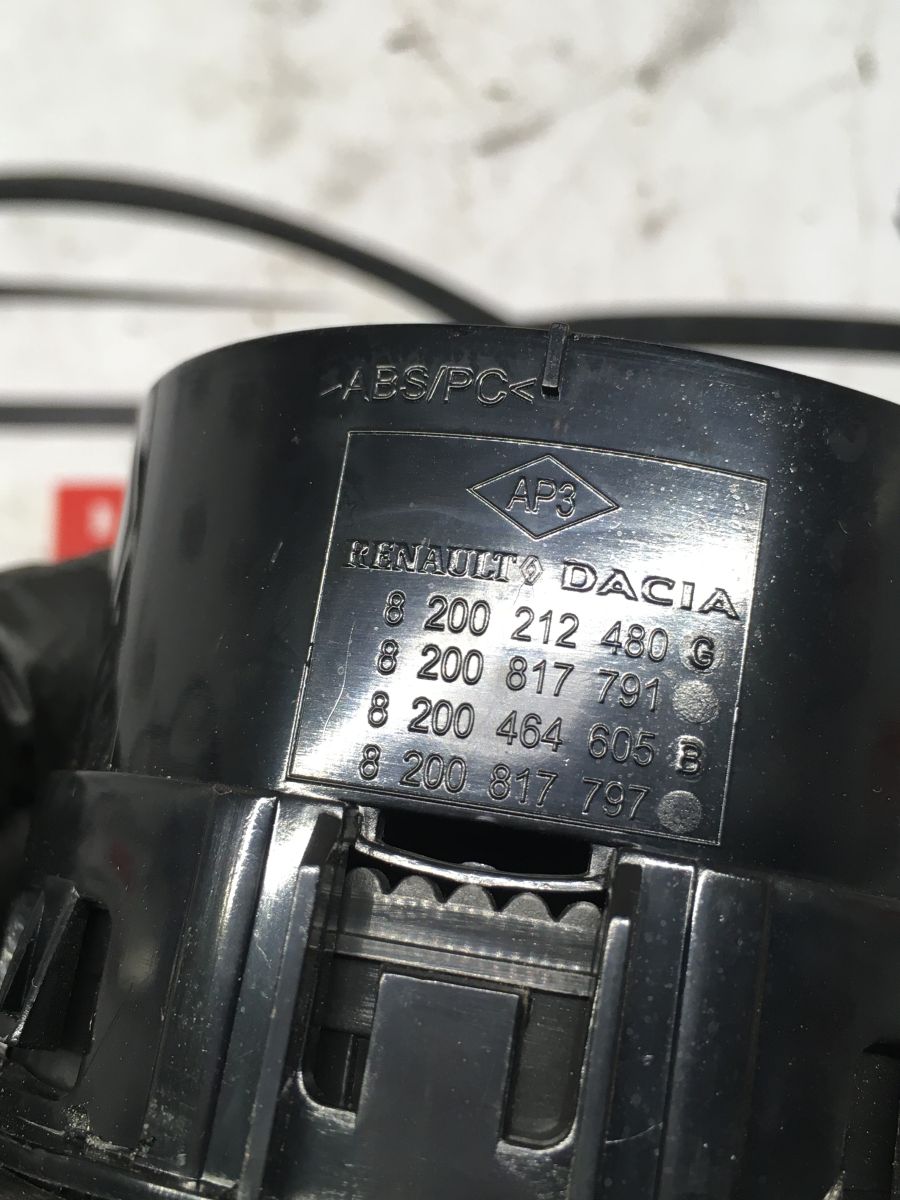 >ABS/PC<
AP3
RENAULT DACIA
8 200 212 480 G
8 200 817 791
8 200 464 605 B
8 200 817 797